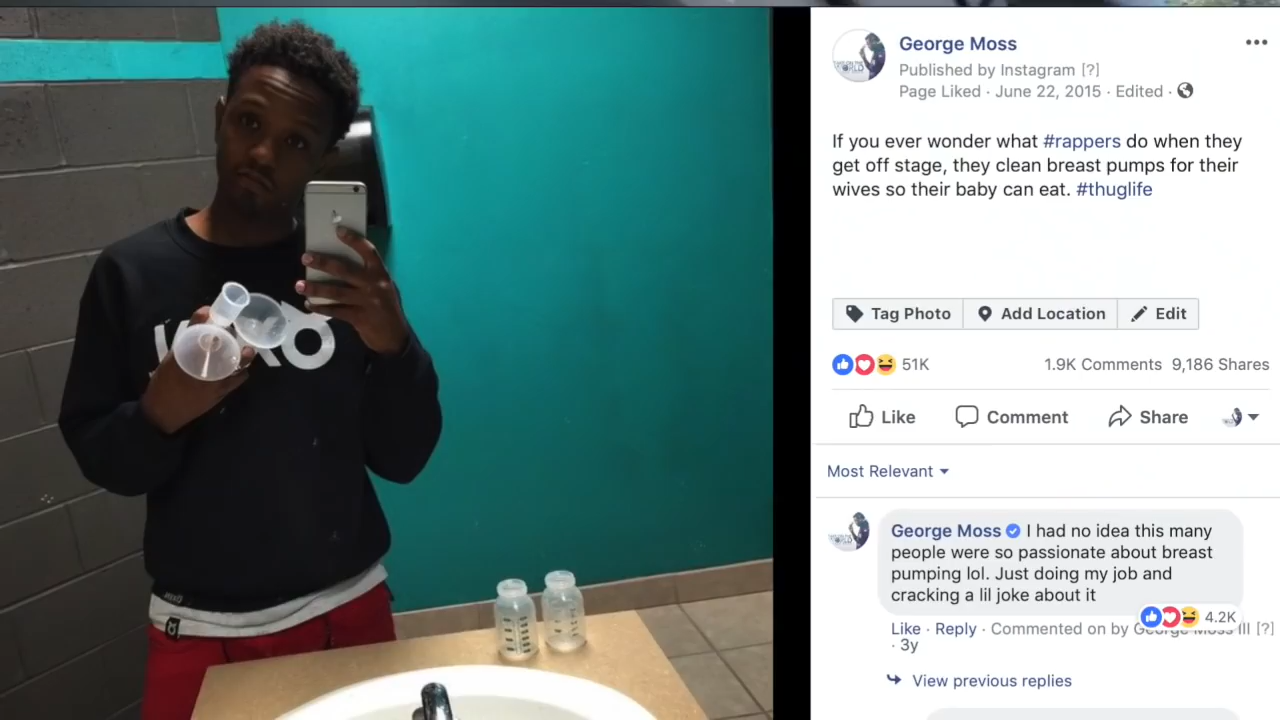 George Moss
Published by Instagram [?]
Page Liked · June 22, 2015 · Edited ·
If you ever wonder what #rappers do when they
get off stage, they clean breast pumps for their
wives so their baby can eat. #thuglife
Tag Photo Add Location Edit
51K 1.9K Comments 9,186 Shares
Like Comment Share
Most Relevant
George Moss I had no idea this many
people were so passionate about breast
pumping lol. Just doing my job and
cracking a lil joke about it
4.2K
Like · Reply · Commented on by George Moss III [?]
· 3y
View previous replies